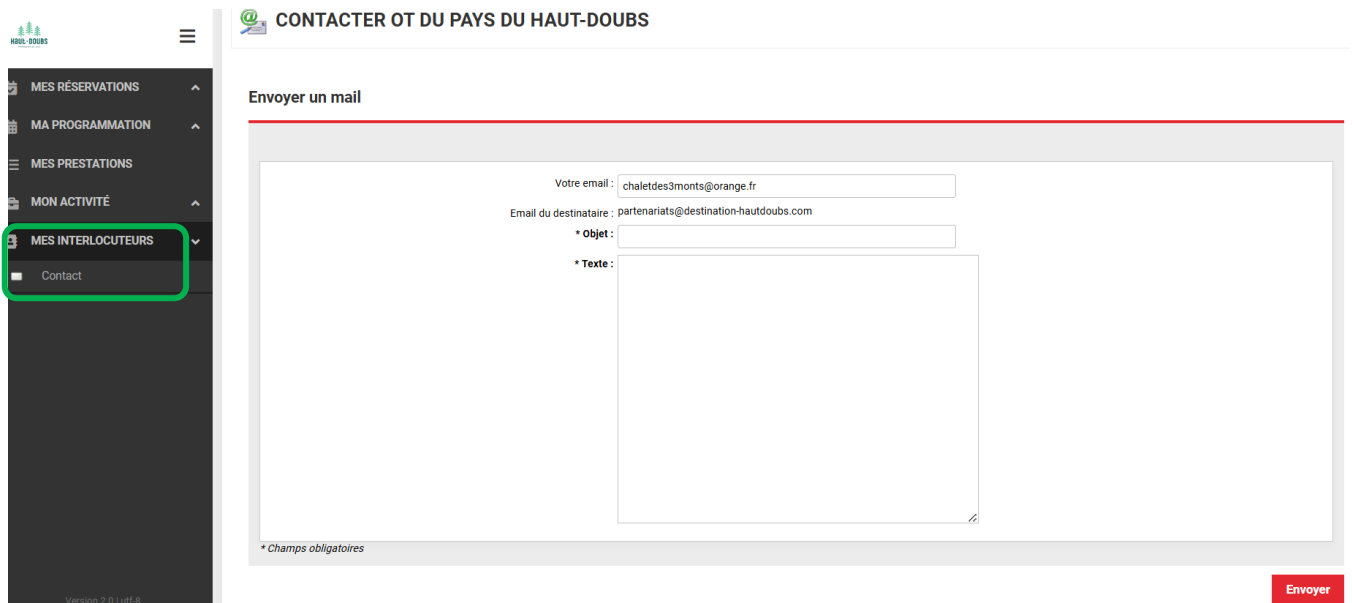 HAUT-DOUBS
CONTACTER OT DU PAYS DU HAUT-DOUBS
MES RÉSERVATIONS
MA PROGRAMMATION
MES PRESTATIONS
MON ACTIVITÉ
MES INTERLOCUTEURS
Contact
Version 2.0 | utf-8
Envoyer un mail
Votre email : chaletdes3monts@orange.fr
Email du destinataire : partenariats@destination-hautdoubs.com
* Objet :
* Texte :
* Champs obligatoires
Envoyer